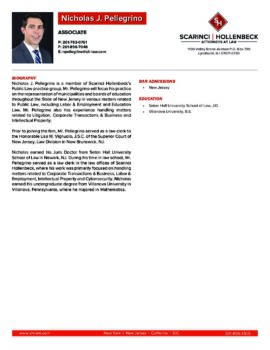 Nicholas J. Pellegrino
ASSOCIATE
P: 201-753-0761
F: 201-896-7048
E: npellegrino@sh-law.com
SH
SCARINCI | HOLLENBECK
ATTORNEYS AT LAW
1100 Valley Brook Avenue P.O. Box 790
Lyndhurst, NJ 07071-0790
BIOGRAPHY
Nicholas J. Pellegrino is a member of Scarinci Hollenbeck's
Public Law practice group. Mr. Pellegrino will focus his practice
on the representation of municipalities and boards of education
throughout the State of New Jersey in various matters related
to Public Law, including Labor & Employment and Education
Law. Mr. Pellegrino also has experience handling matters
related to Litigation, Corporate Transactions & Business and
Intellectual Property.
Prior to joining the firm, Mr. Pellegrino served as a law clerk to
the Honorable Lisa M. Vignuolo, J.S.C. of the Superior Court of
New Jersey, Law Division in New Brunswick, NJ.
Nicholas earned his Juris Doctor from Seton Hall University
School of Law in Newark, NJ. During his time in law school, Mr.
Pellegrino served as a law clerk in the law offices of Scarinci
Hollenbeck, where his work was primarily focused on handling
matters related to Corporate Transactions & Business, Labor &
Employment, Intellectual Property and Cybersecurity. Nicholas
earned his undergraduate degree from Villanova University in
Villanova, Pennsylvania, where he majored in Mathematics.
BAR ADMISSIONS
New Jersey
EDUCATION
Seton Hall University School of Law, J.D.
Villanova University, B.S.
www.sh-law.com
New York | New Jersey | California | D.C.
201-896-4100